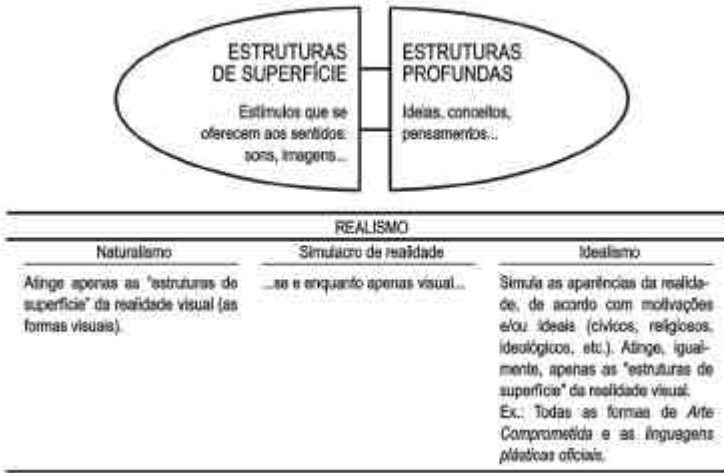 ESTRUTURAS
DE SUPERFÍCIE
Estímulos que se
oferecem aos sentidos:
sons, imagens...
ESTRUTURAS
PROFUNDAS
Ideias, conceitos,
pensamentos...
REALISMO
Naturalismo
Atinge apenas as "estruturas de
superfície" da realidade visual (as
formas visuais).
Simulacro de realidade
...se e enquanto apenas visual...
Idealismo
Simula as aparências da realida-
de, de acordo com motivações
e/ou ideais (cívicos, religiosos,
ideológicos, etc.). Atinge, igual-
mente, apenas as "estruturas de
superfície" da realidade visual.
Ex.: Todas as formas de Arte
Comprometida e as linguagens
plásticas oficiais.